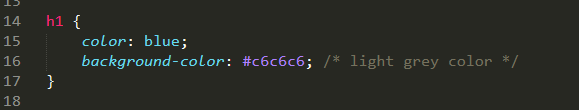 14 h1 {
15 color: blue;
16 background-color: #c6c6c6; /* light grey color */
17 }
18